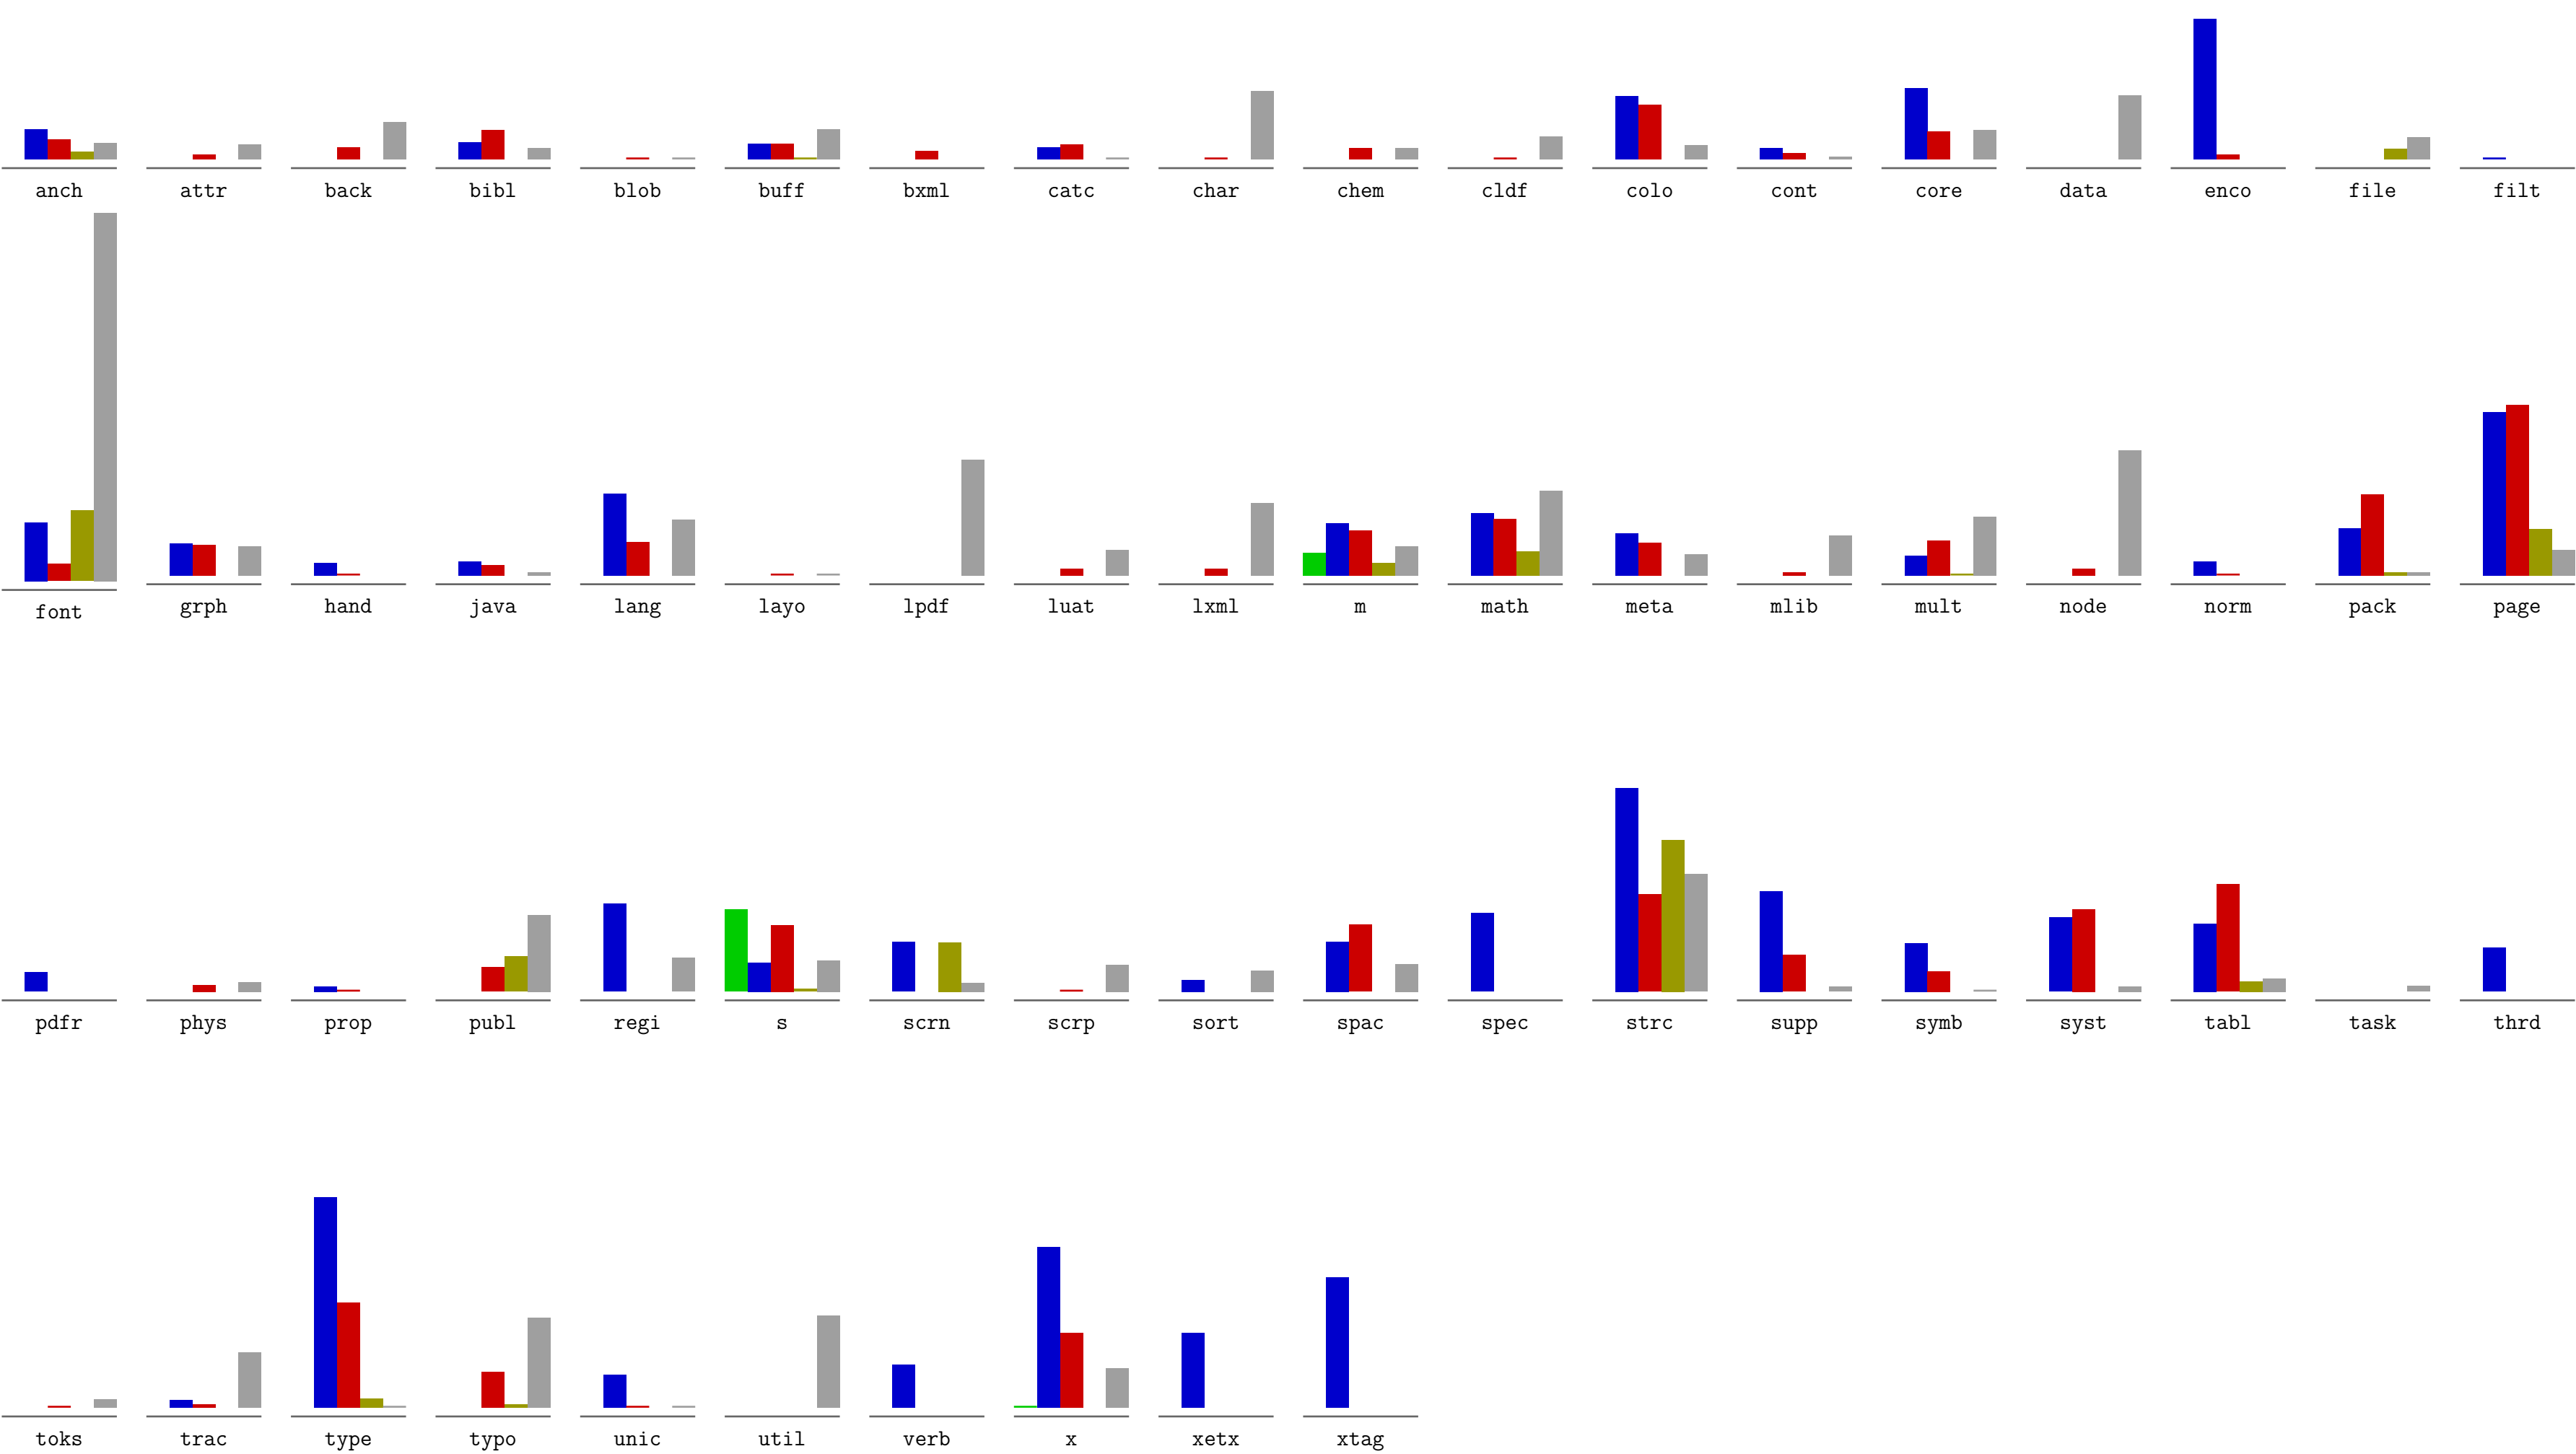 anch attr back bibl blob buff bxml catc char chem cldf colo cont core data enco file filt
font grph hand java lang layo lpdf luat lxml m math meta mlib mult node norm pack page
pdfr phys prop publ regi s scrn scrp sort spac spec strc supp symb syst tabl task thrd
toks trac type typo unic util verb x xetx xtag